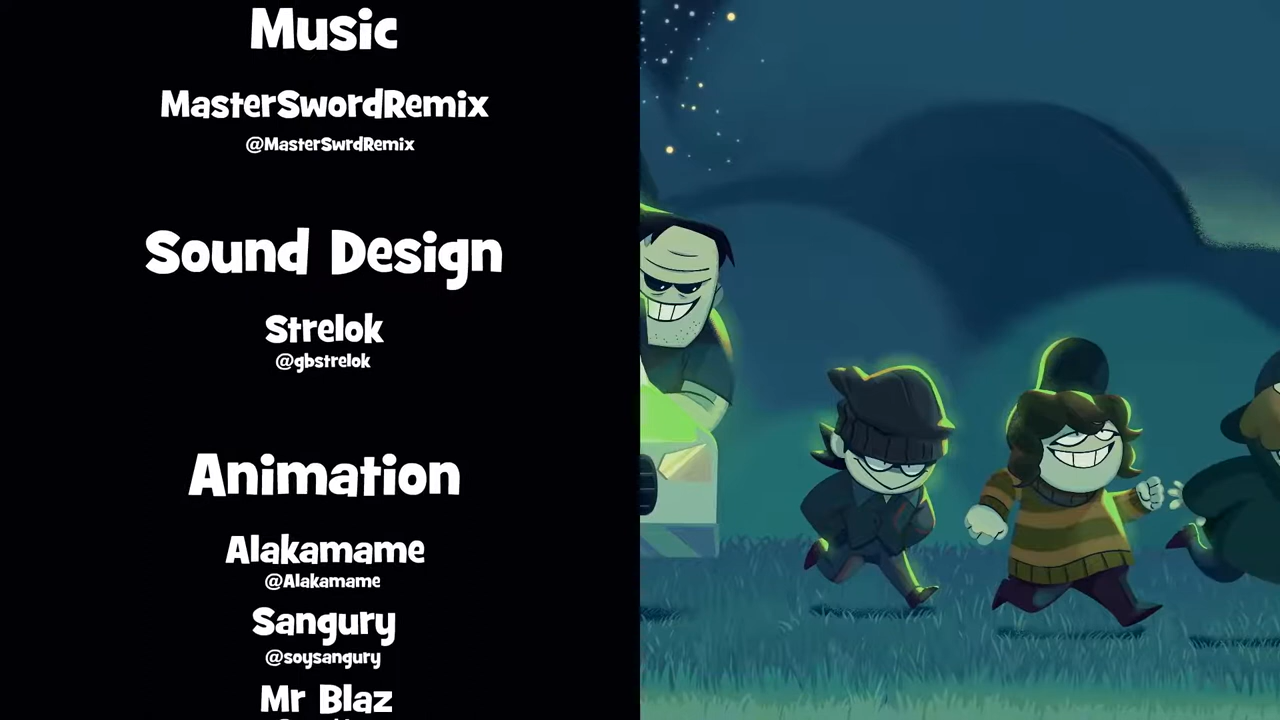 Music
MasterSwordRemix
@MasterSwrdRemix
Sound Design
Strelok
@gbstrelok
Animation
Alakamame
@Alakamame
Sangury
@soysangury
Mr Blaz